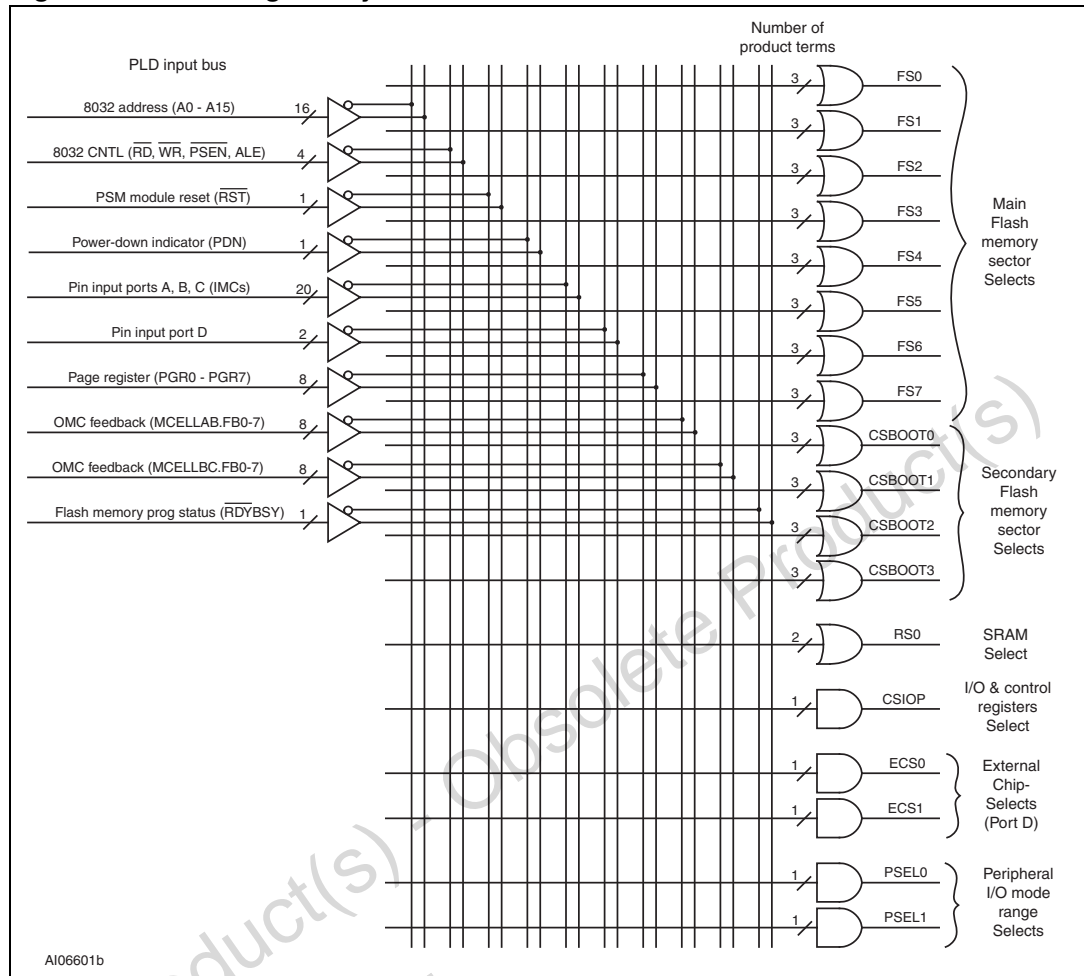 Number of
product terms
PLD input bus
8032 address (A0 - A15) 16
8032 CNTL (RD, WR, PSEN, ALE) 4
PSM module reset (RST) 1
Power-down indicator (PDN) 1
Pin input ports A, B, C (IMCs) 20
Pin input port D 2
Page register (PGR0 - PGR7) 8
OMC feedback (MCELLAB.FB0-7) 8
OMC feedback (MCELLBC.FB0-7) 8
Flash memory prog status (RDYBSY) 1
3 FS0
3 FS1
3 FS2
3 FS3
3 FS4
3 FS5
3 FS6
3 FS7
Main
Flash
memory
sector
Selects
3 CSBOOT0
3 CSBOOT1
3 CSBOOT2
3 CSBOOT3
Secondary
Flash
memory
sector
Selects
2 RS0
SRAM
Select
1 CSIOP
I/O & control
registers
Select
1 ECS0
1 ECS1
External
Chip-
Selects
(Port D)
1 PSEL0
1 PSEL1
Peripheral
I/O mode
range
Selects
AI06601b
Product(s) - Obsolete Product(s)